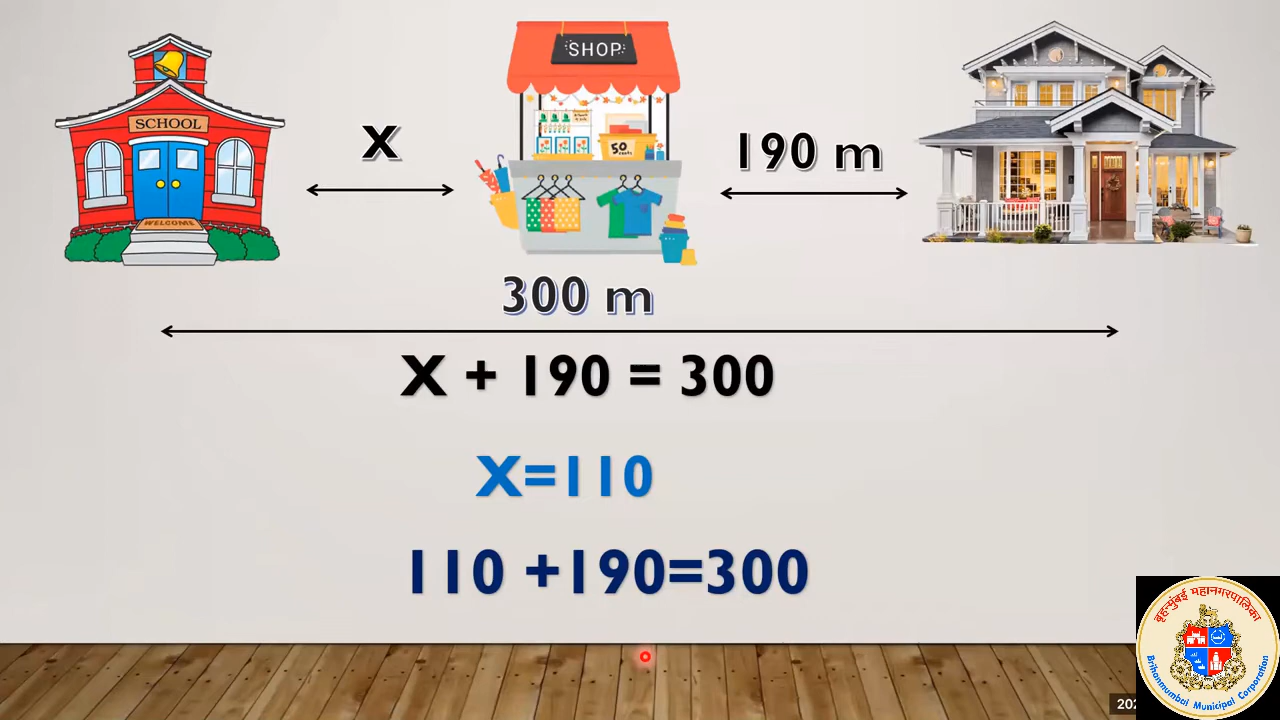 SHOP
SCHOOL
X
190 m
50 cents
WELCOME
300 m
X + 190 = 300
X=110
110 +190=300
बृहन्मुंबई महानगरपालिका
Brihanmumbai Municipal Corporation